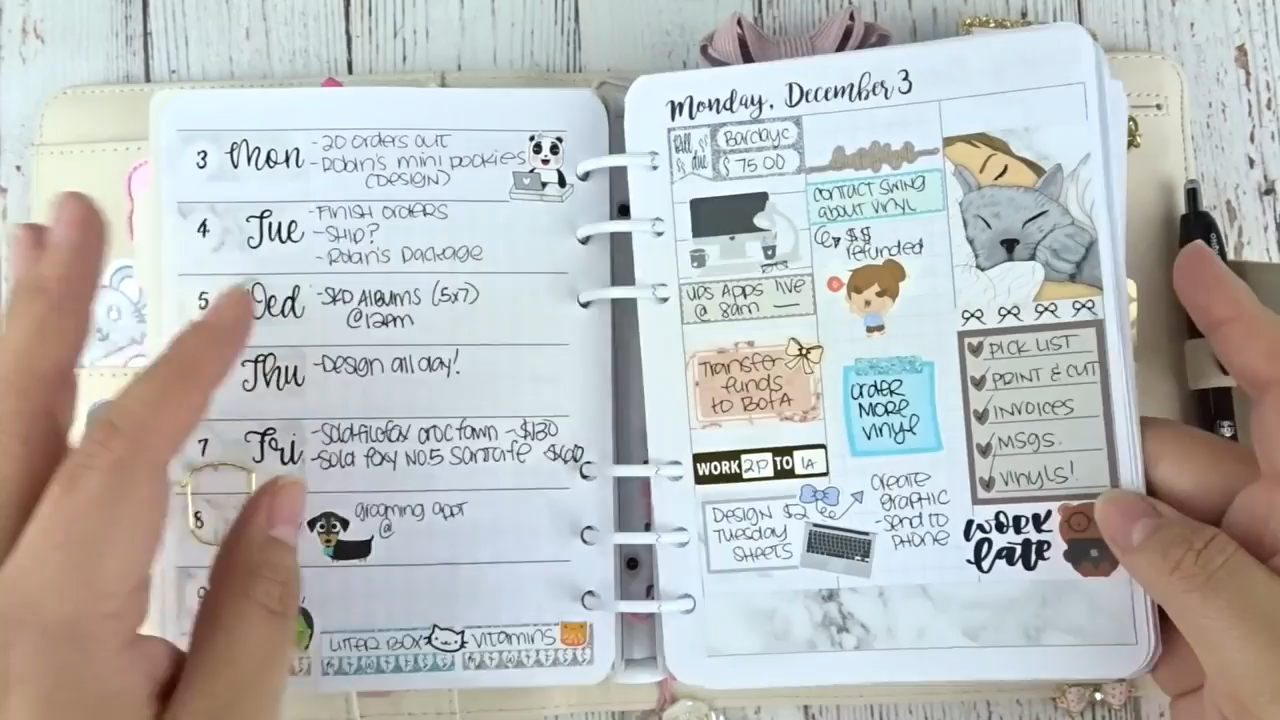 3 Mon - 20 orders out
- Robin's mini pookies
(Design)
4 Tue - Finish orders
- Ship?
- Robin's Package
5 Wed - SKD Albums (5x7)
@12pm
Thu - Design all day!
7 Fri - Sold Filofax croc fawn ~$130
- Sold Foxy No.5 Santafe $600
8 grooming appt
@
Litter Box Vitamins
M T W T F S S
M T W T F S S
Monday, December 3
Bill due
Barclayc
$ 75.00
UPS Apps live
@ 8am
Transfer
funds
to BofA
WORK 2P TO 1A
Design $2
Tuesday
Sheets
contact swing
about vinyl
$$
refunded
order
more
vinyl
create
graphic
- send to
phone
PICK LIST
PRINT & CUT
INVOICES
MSGS.
VINYLS!
WORK
late